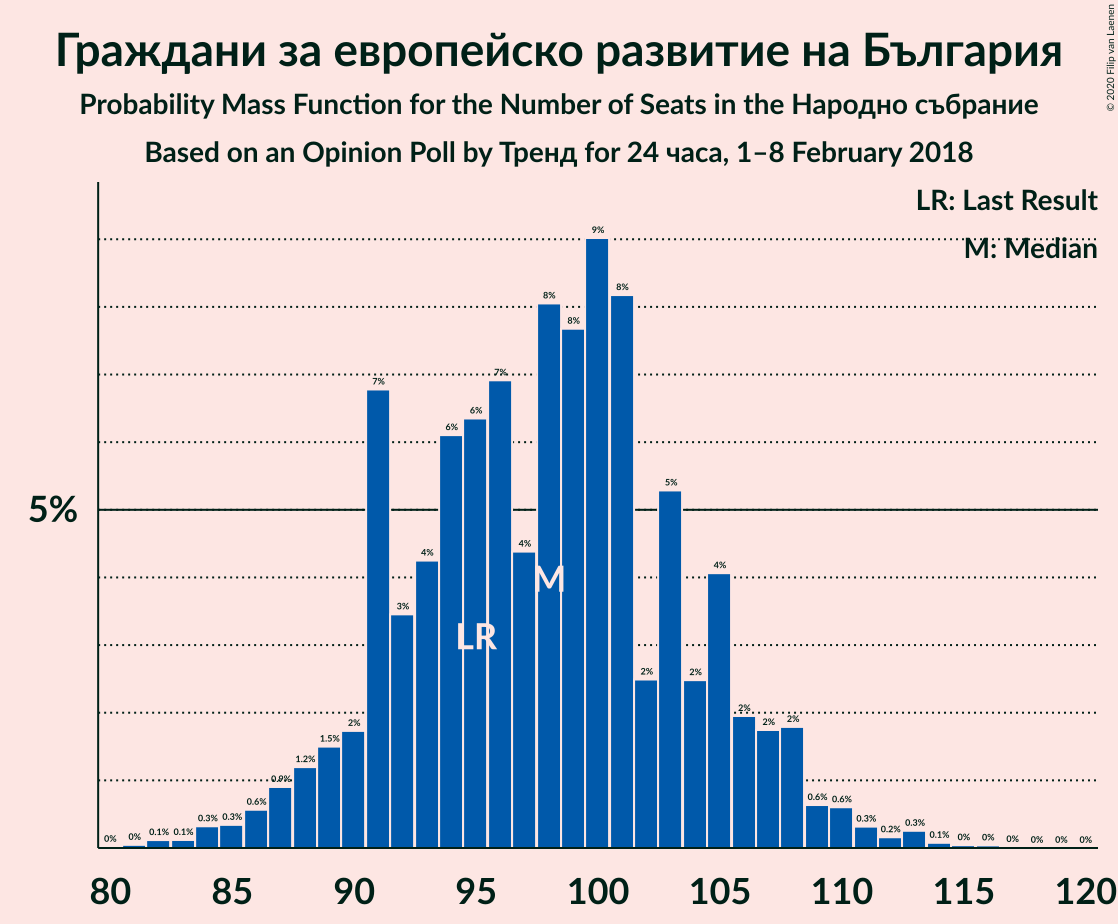 Граждани за европейско развитие на България
Probability Mass Function for the Number of Seats in the Народно събрание
Based on an Opinion Poll by Тренд for 24 часа, 1–8 February 2018
© 2020 Filip van Laenen
LR: Last Result
M: Median
5%
0% 0% 0.1% 0.1% 0.3% 0.3% 0.6% 0.9% 1.2% 1.5% 2% 7% 3% 4% 6% 6% 7% 4% 8% 8% 9% 8% 2% 5% 2% 4% 2% 2% 2% 0.6% 0.6% 0.3% 0.2% 0.3% 0.1% 0% 0% 0% 0% 0% 0%
M
LR
80 85 90 95 100 105 110 115 120